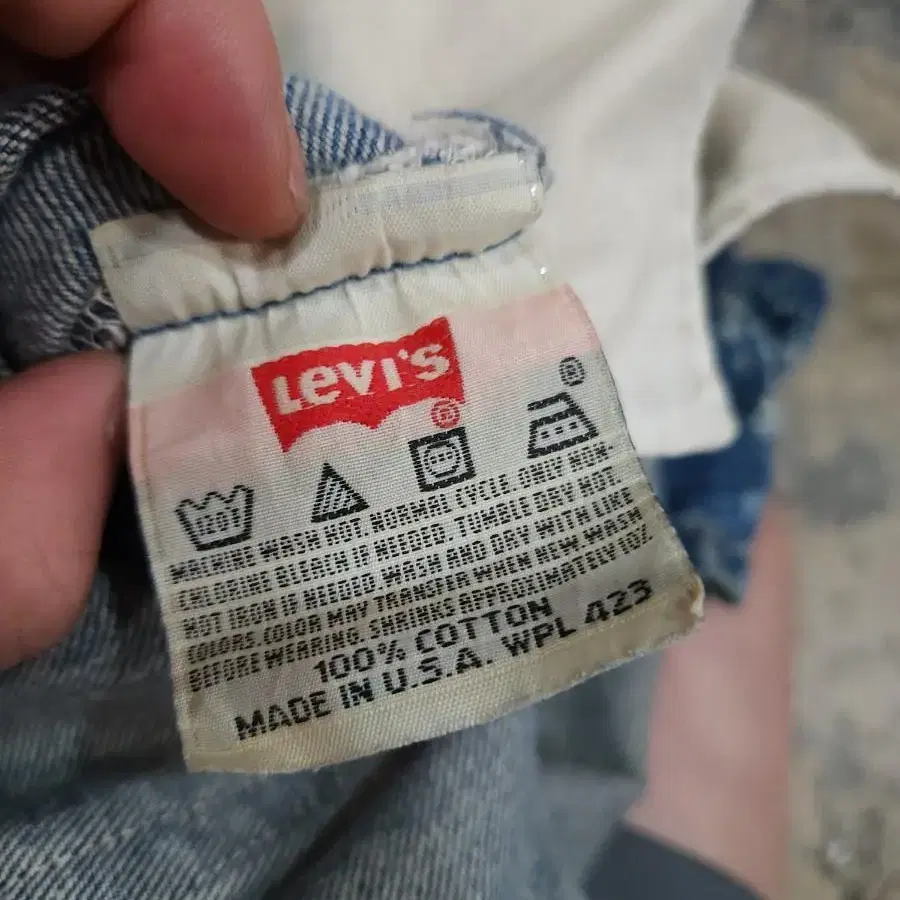 Levi's
®
®
120F
MACHINE WASH HOT. NORMAL CYCLE. ONLY NON-
CHLORINE BLEACH IF NEEDED. TUMBLE DRY HOT.
HOT IRON IF NEEDED. WASH AND DRY WITH LIKE
COLORS. COLOR MAY TRANSFER WHEN NEW. WASH
BEFORE WEARING. SHRINKS APPROXIMATELY 10%
100% COTTON
MADE IN U.S.A. WPL 423